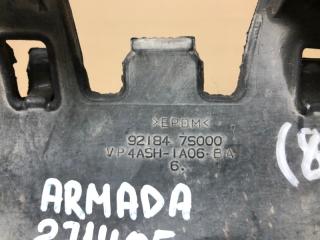 >EPDM<
92184 7S000
VP4ASH-1A06-BA
6.
(8
ARMADA